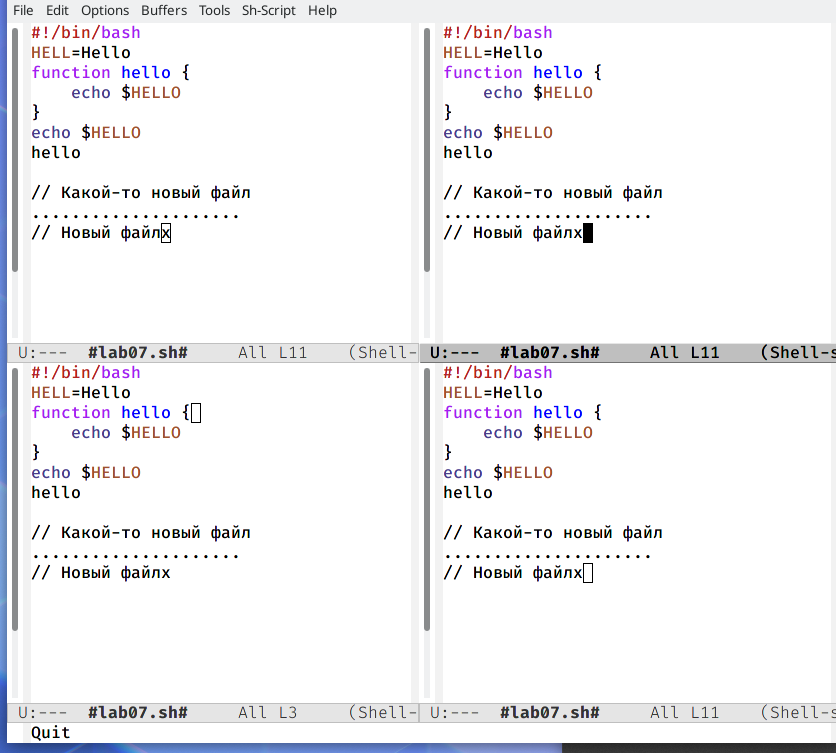 File Edit Options Buffers Tools Sh-Script Help
#!/bin/bash
HELL=Hello
function hello {
    echo $HELLO
}
echo $HELLO
hello
// Какой-то новый файл
.....................
// Новый файлх
U:--- #lab07.sh# All L11 (Shell-
#!/bin/bash
HELL=Hello
function hello {
    echo $HELLO
}
echo $HELLO
hello
// Какой-то новый файл
.....................
// Новый файлх
U:--- #lab07.sh# All L11 (Shell-s
#!/bin/bash
HELL=Hello
function hello {
    echo $HELLO
}
echo $HELLO
hello
// Какой-то новый файл
.....................
// Новый файлх
U:--- #lab07.sh# All L3 (Shell-
#!/bin/bash
HELL=Hello
function hello {
    echo $HELLO
}
echo $HELLO
hello
// Какой-то новый файл
.....................
// Новый файлх
U:--- #lab07.sh# All L11 (Shell-s
Quit